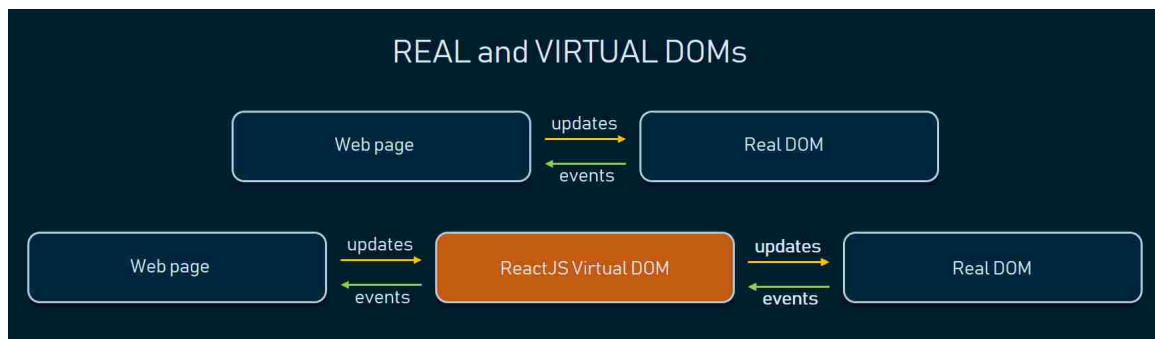 REAL and VIRTUAL DOMs
Web page
updates
events
Real DOM
Web page
updates
events
ReactJS Virtual DOM
updates
events
Real DOM